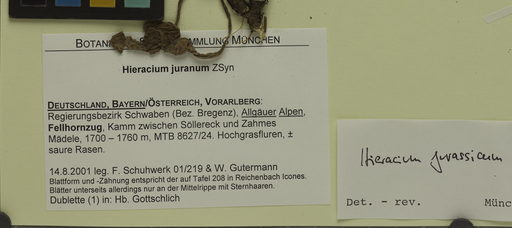 BOTAN MMLUNG MÜNCHEN
Hieracium juranum ZSyn
DEUTSCHLAND, BAYERN/ÖSTERREICH, VORARLBERG:
Regierungsbezirk Schwaben (Bez. Bregenz), Allgäuer Alpen,
Fellhornzug, Kamm zwischen Söllereck und Zahmes
Mädele, 1700 – 1760 m, MTB 8627/24. Hochgrasfluren, ±
saure Rasen.
14.8.2001 leg. F. Schuhwerk 01/219 & W. Gutermann
Blattform und -Zähnung entspricht der auf Tafel 208 in Reichenbach Icones.
Blätter unterseits allerdings nur an der Mittelrippe mit Sternhaaren.
Dublette (1) in: Hb. Gottschlich
Hieracium jurassicum
Det. - rev. Münc